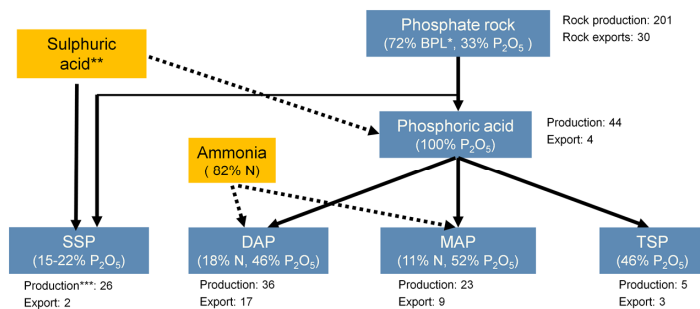 Phosphate rock
(72% BPL*, 33% P₂O₅ )
Rock production: 201
Rock exports: 30
Sulphuric
acid**
Phosphoric acid
(100% P₂O₅)
Production: 44
Export: 4
Ammonia
( 82% N)
SSP
(15-22% P₂O₅)
Production***: 26
Export: 2
DAP
(18% N, 46% P₂O₅)
Production: 36
Export: 17
MAP
(11% N, 52% P₂O₅)
Production: 23
Export: 9
TSP
(46% P₂O₅)
Production: 5
Export: 3